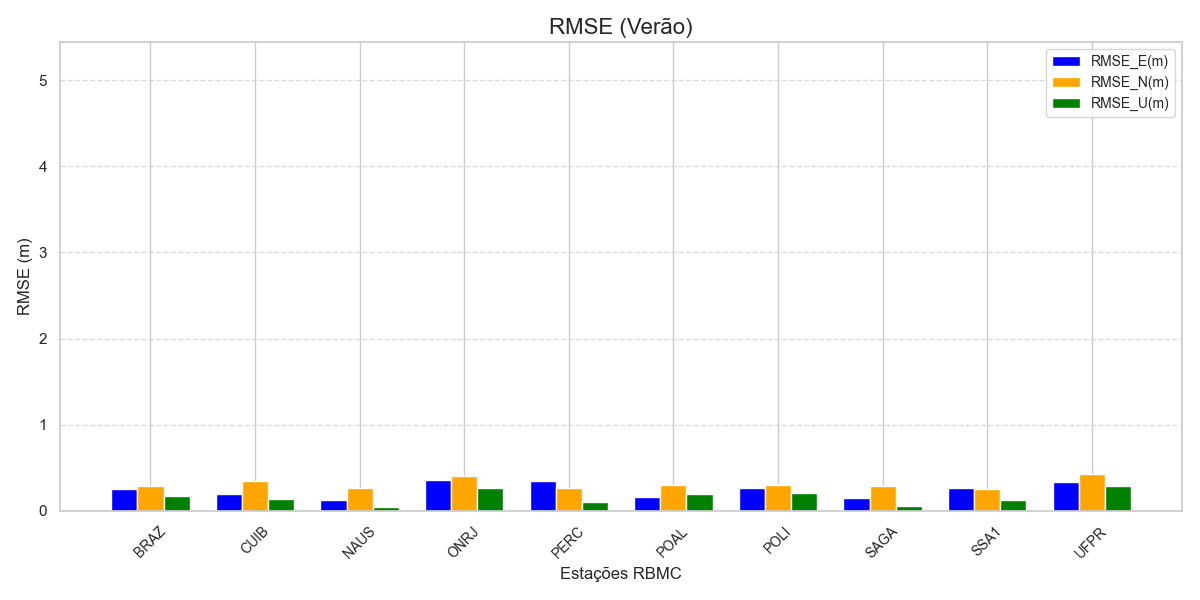 RMSE (Verão)
RMSE_E(m)
RMSE_N(m)
RMSE_U(m)
RMSE (m)
5
4
3
2
1
0
BRAZ CUIB NAUS ONRJ PERC POAL POLI SAGA SSA1 UFPR
Estações RBMC